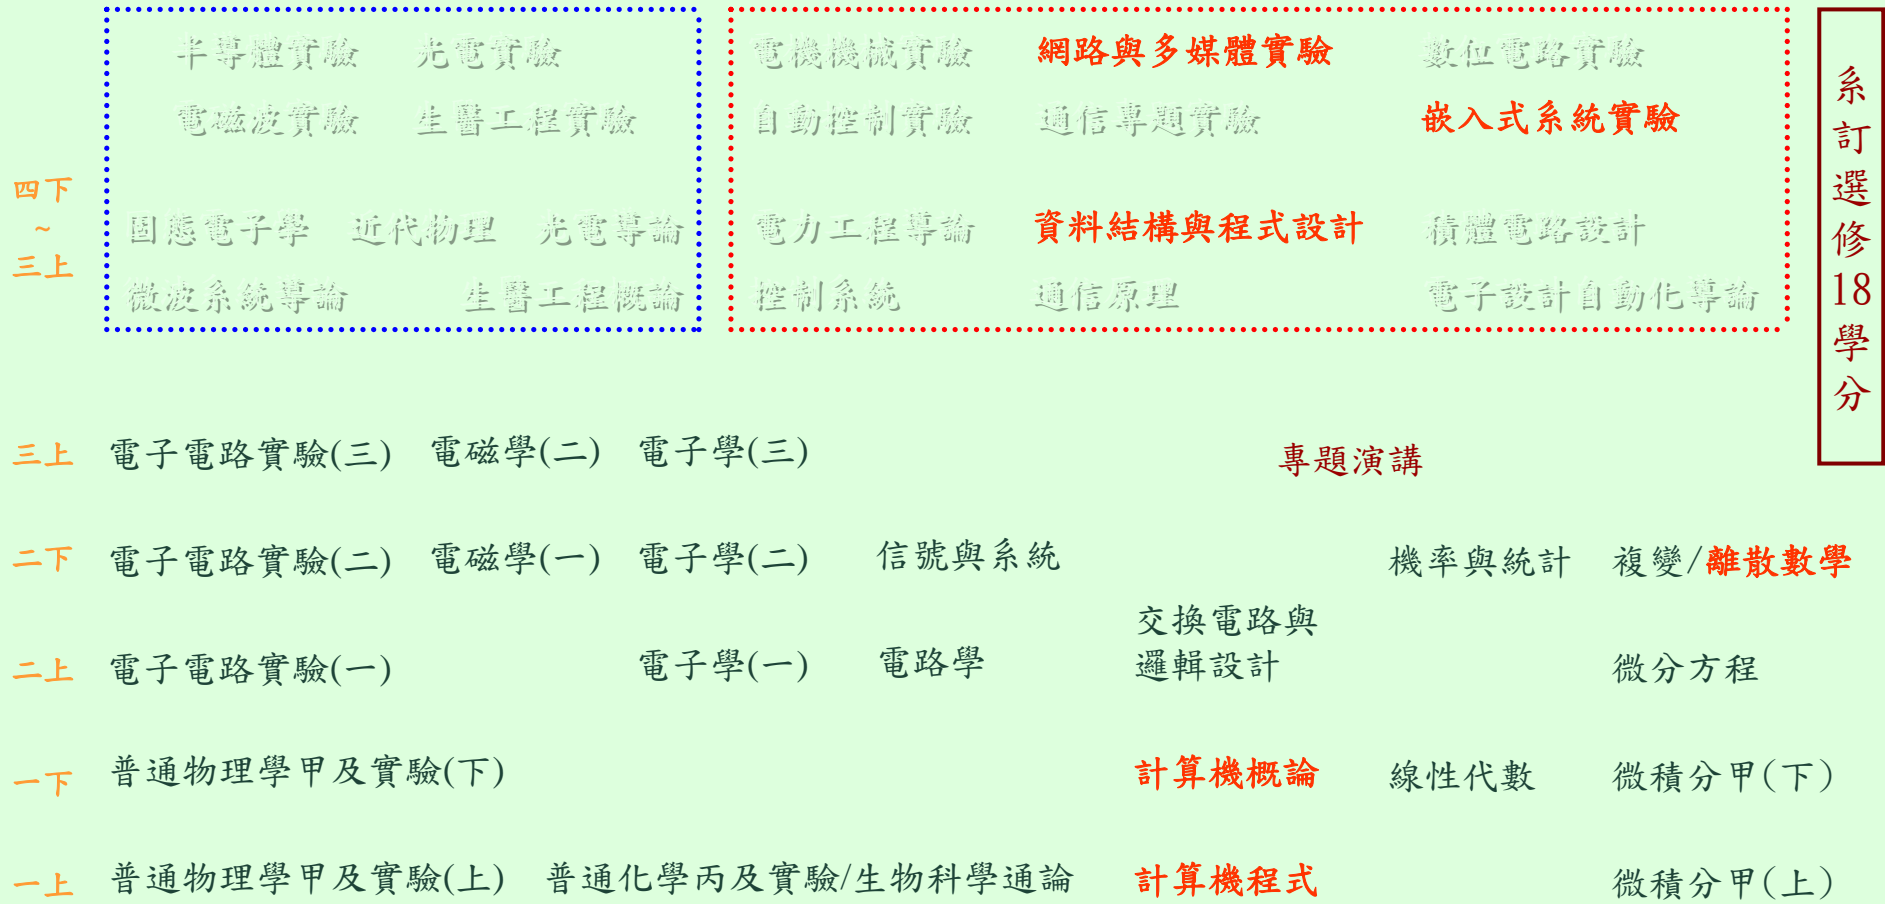 半導體實驗 光電實驗 電機機械實驗 網路與多媒體實驗 數位電路實驗
電磁波實驗 生醫工程實驗 自動控制實驗 通信專題實驗 嵌入式系統實驗
四下
~
三上
固態電子學 近代物理 光電導論 電力工程導論 資料結構與程式設計 積體電路設計
微波系統導論 生醫工程概論 控制系統 通信原理 電子設計自動化導論
系訂選修18學分
三上 電子電路實驗(三) 電磁學(二) 電子學(三) 專題演講
二下 電子電路實驗(二) 電磁學(一) 電子學(二) 信號與系統 機率與統計 複變/離散數學
二上 電子電路實驗(一) 電子學(一) 電路學 交換電路與
邏輯設計 微分方程
一下 普通物理學甲及實驗(下) 計算機概論 線性代數 微積分甲(下)
一上 普通物理學甲及實驗(上) 普通化學丙及實驗/生物科學通論 計算機程式 微積分甲(上)